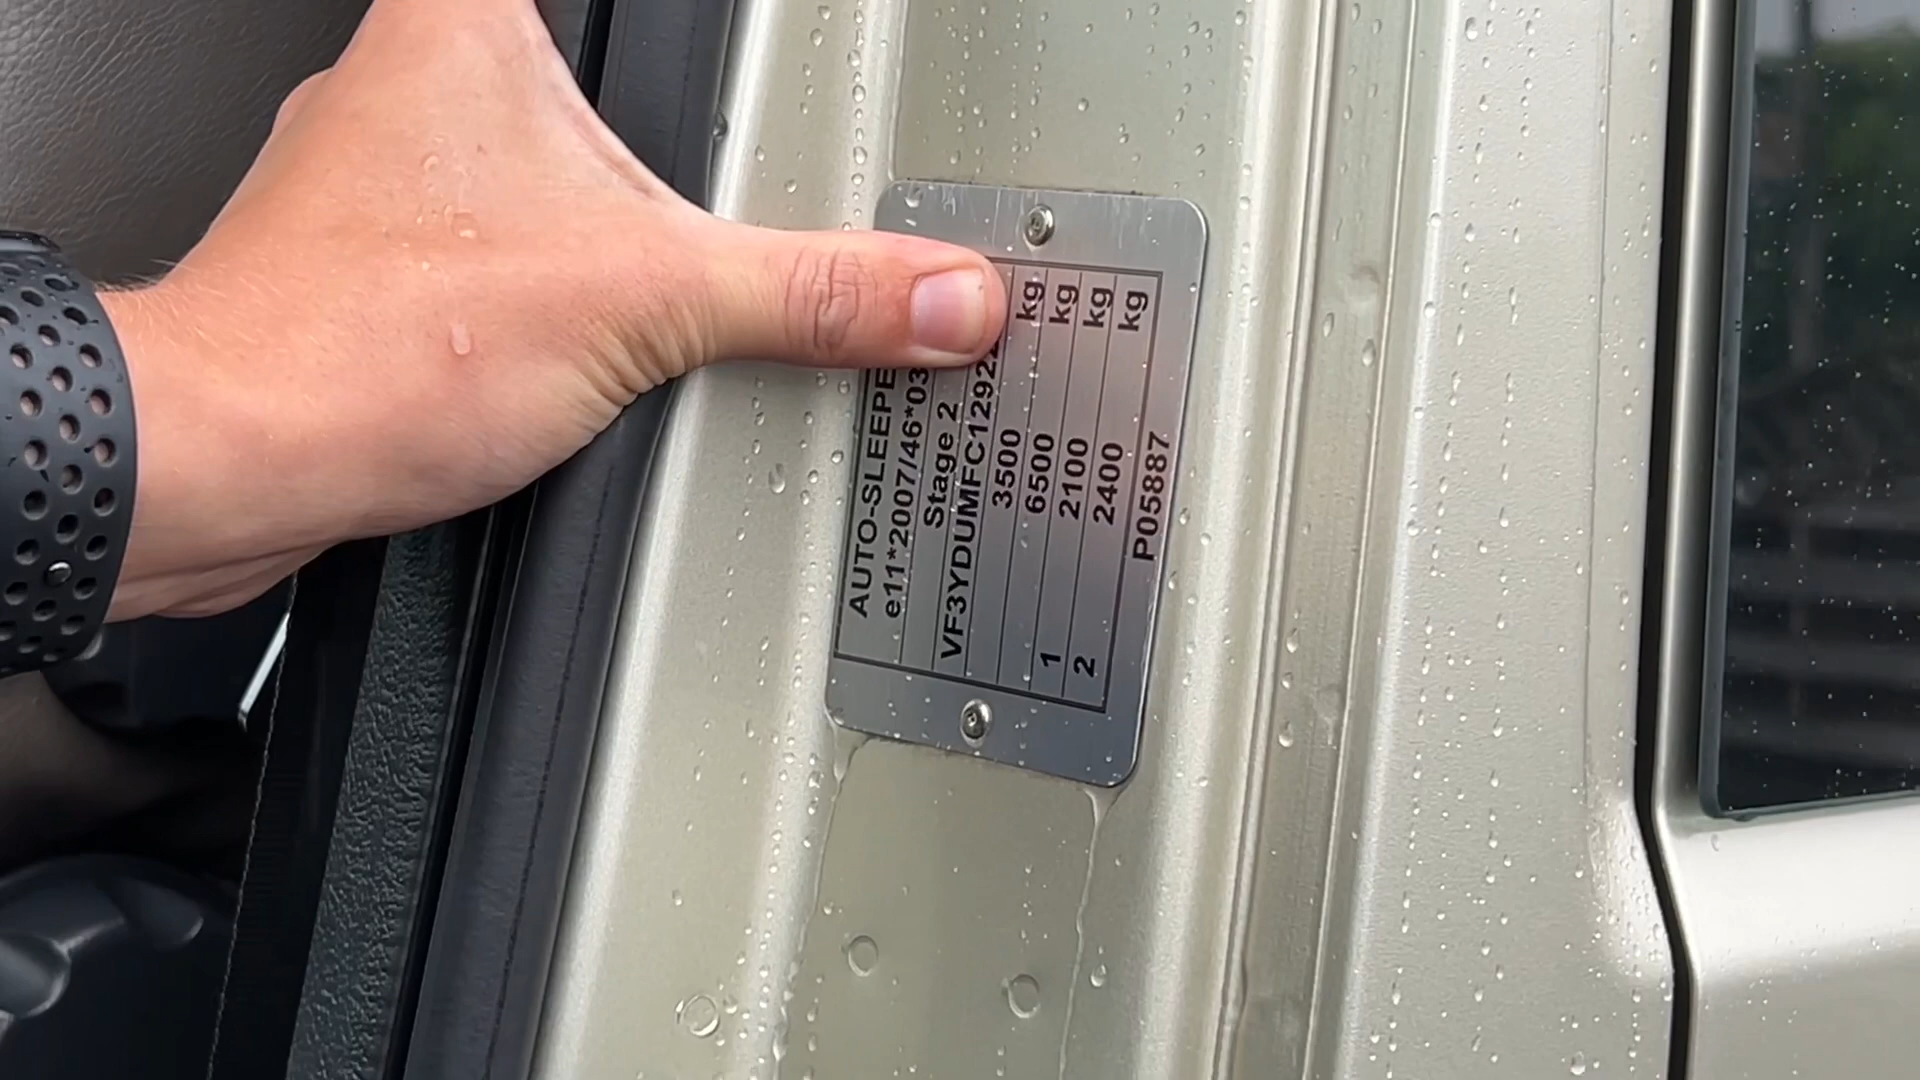 AUTO-SLEEPE
e11*2007/46*03
Stage 2
VF3YDUMFC1292
3500 kg
6500 kg
1 2100 kg
2 2400 kg
P05887